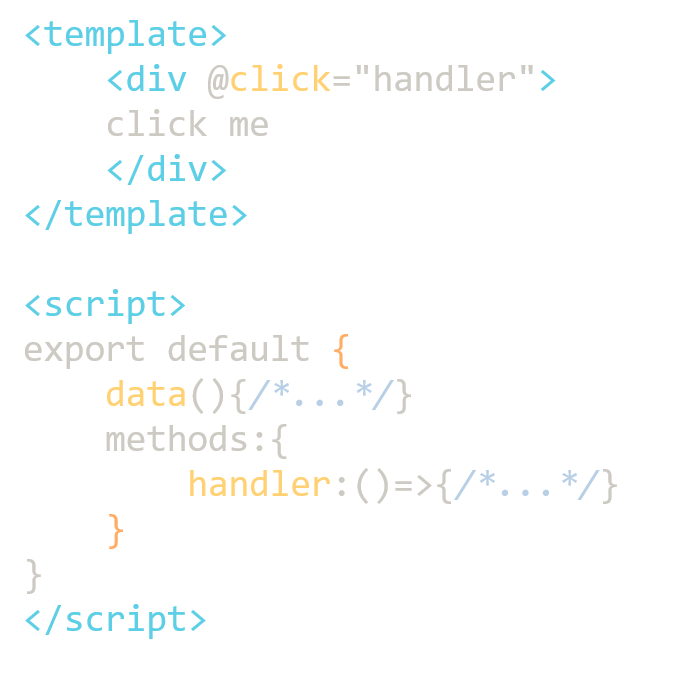 <template>
    <div @click="handler">
    click me
    </div>
</template>

<script>
export default {
    data(){/*...*/}
    methods:{
        handler:()=>{/*...*/}
    }
}
</script>